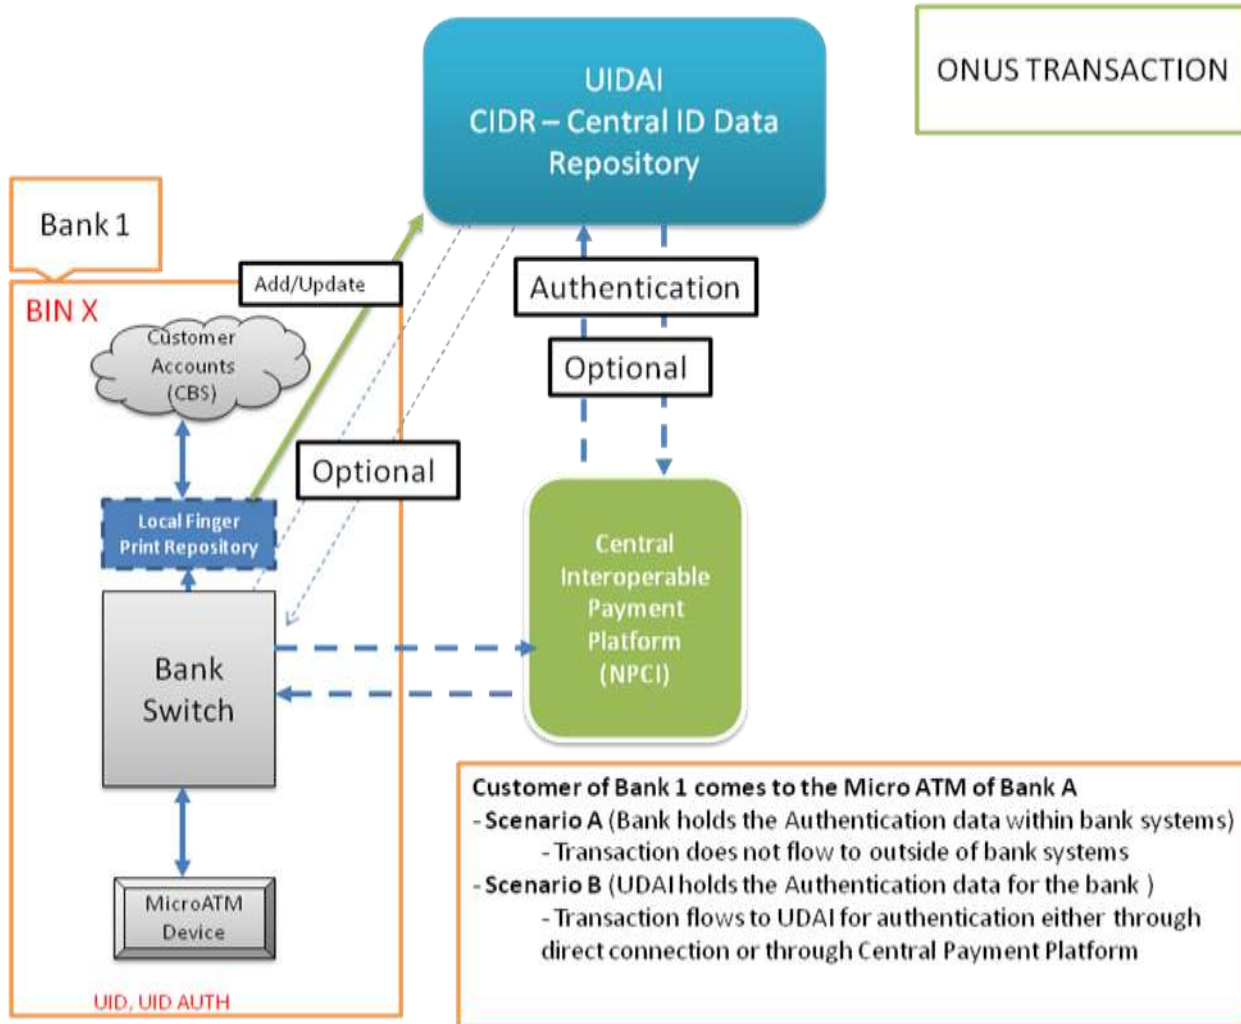 ONUS TRANSACTION
UIDAI
CIDR – Central ID Data
Repository
Bank 1
Add/Update
Authentication
BIN X
Customer
Accounts
(CBS)
Optional
Optional
Local Finger
Print Repository
Central
Interoperable
Payment
Platform
(NPCI)
Bank
Switch
MicroATM
Device
UID, UID AUTH
Customer of Bank 1 comes to the Micro ATM of Bank A
- Scenario A (Bank holds the Authentication data within bank systems)
- Transaction does not flow to outside of bank systems
- Scenario B (UDAI holds the Authentication data for the bank )
- Transaction flows to UDAI for authentication either through
direct connection or through Central Payment Platform